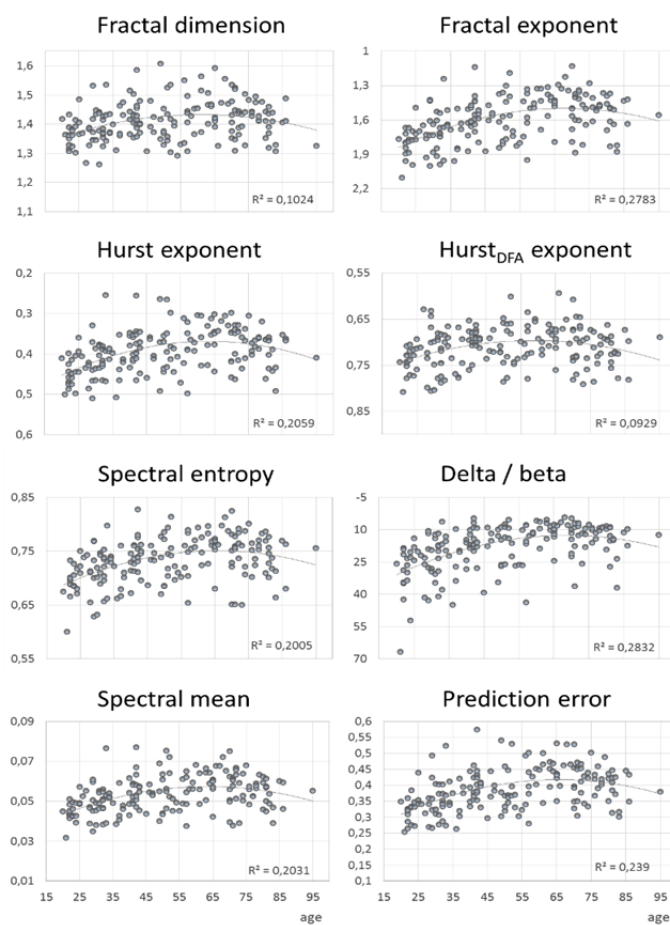 Fractal dimension
Fractal exponent
1,6
1,5
1,4
1,3
1,2
1,1
R² = 0,1024
1
1,3
1,6
1,9
2,2
R² = 0,2783
Hurst exponent
Hurst_DFA exponent
0,2
0,3
0,4
0,5
0,6
R² = 0,2059
0,55
0,65
0,75
0,85
R² = 0,0929
Spectral entropy
Delta / beta
0,85
0,75
0,65
0,55
R² = 0,2005
-5
10
25
40
55
70
R² = 0,2832
Spectral mean
Prediction error
0,09
0,07
0,05
0,03
0,01
R² = 0,2031
15 25 35 45 55 65 75 85 95
age
0,6
0,55
0,5
0,45
0,4
0,35
0,3
0,25
0,2
0,15
0,1
R² = 0,239
15 25 35 45 55 65 75 85 95
age